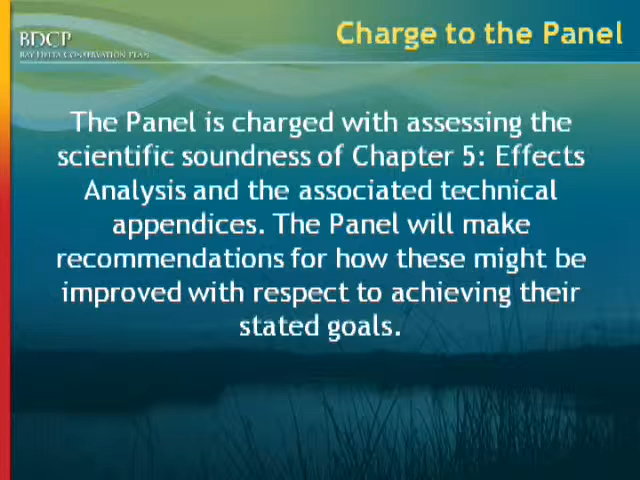 Charge to the Panel
BDCP
BAY DELTA CONSERVATION PLAN
The Panel is charged with assessing the
scientific soundness of Chapter 5: Effects
Analysis and the associated technical
appendices. The Panel will make
recommendations for how these might be
improved with respect to achieving their
stated goals.